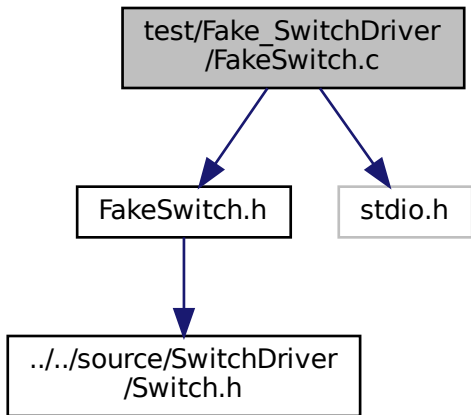 test/Fake_SwitchDriver
/FakeSwitch.c
FakeSwitch.h
stdio.h
../../source/SwitchDriver
/Switch.h